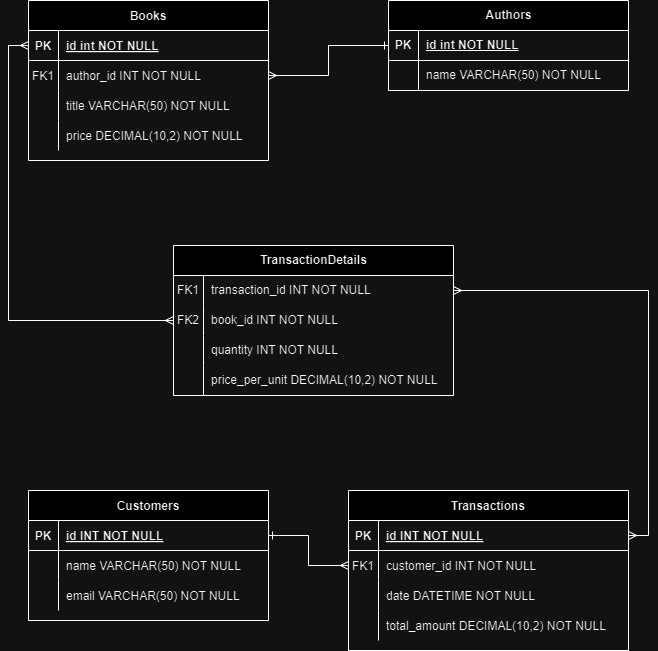 Books
PK id int NOT NULL
FK1 author_id INT NOT NULL
title VARCHAR(50) NOT NULL
price DECIMAL(10,2) NOT NULL
Authors
PK id int NOT NULL
name VARCHAR(50) NOT NULL
TransactionDetails
FK1 transaction_id INT NOT NULL
FK2 book_id INT NOT NULL
quantity INT NOT NULL
price_per_unit DECIMAL(10,2) NOT NULL
Customers
PK id INT NOT NULL
name VARCHAR(50) NOT NULL
email VARCHAR(50) NOT NULL
Transactions
PK id INT NOT NULL
FK1 customer_id INT NOT NULL
date DATETIME NOT NULL
total_amount DECIMAL(10,2) NOT NULL